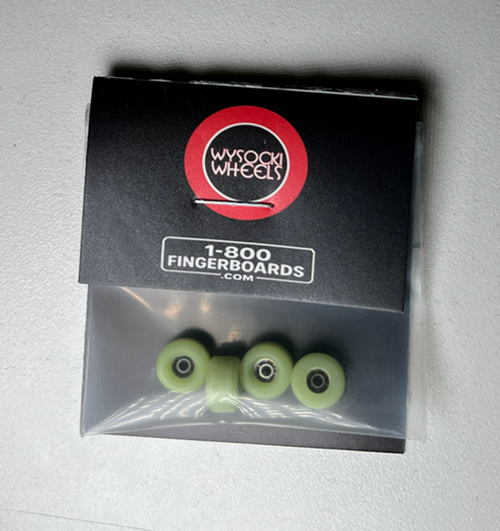 WYSOCKI
WHEELS
1-800
FINGERBOARDS
.COM